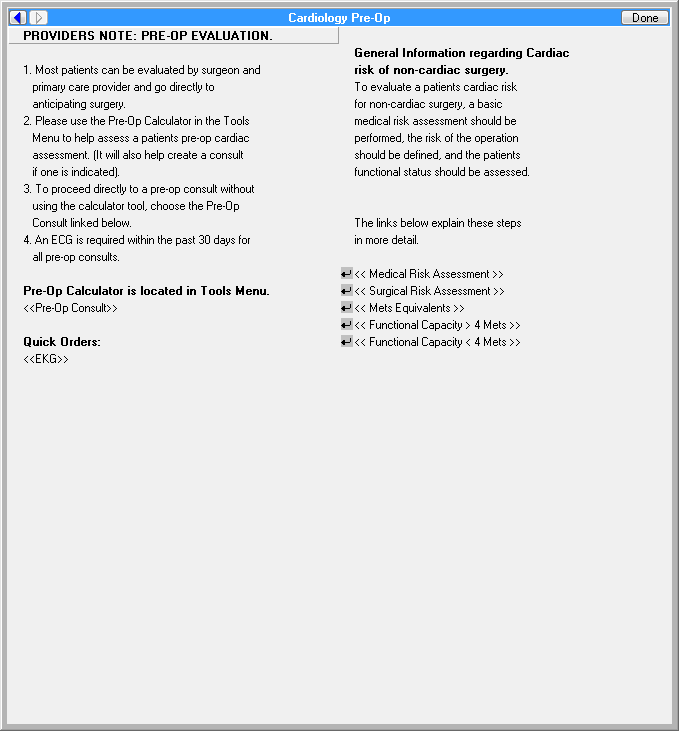 Cardiology Pre-Op
Done
PROVIDERS NOTE: PRE-OP EVALUATION.
1. Most patients can be evaluated by surgeon and
primary care provider and go directly to
anticipating surgery.
2. Please use the Pre-Op Calculator in the Tools
Menu to help assess a patients pre-op cardiac
assessment. (It will also help create a consult
if one is indicated).
3. To proceed directly to a pre-op consult without
using the calculator tool, choose the Pre-Op
Consult linked below.
4. An ECG is required within the past 30 days for
all pre-op consults.
Pre-Op Calculator is located in Tools Menu.
<<Pre-Op Consult>>
Quick Orders:
<<EKG>>
General Information regarding Cardiac
risk of non-cardiac surgery.
To evaluate a patients cardiac risk
for non-cardiac surgery, a basic
medical risk assessment should be
performed, the risk of the operation
should be defined, and the patients
functional status should be assessed.
The links below explain these steps
in more detail.
<< Medical Risk Assessment >>
<< Surgical Risk Assessment >>
<< Mets Equivalents >>
<< Functional Capacity > 4 Mets >>
<< Functional Capacity < 4 Mets >>